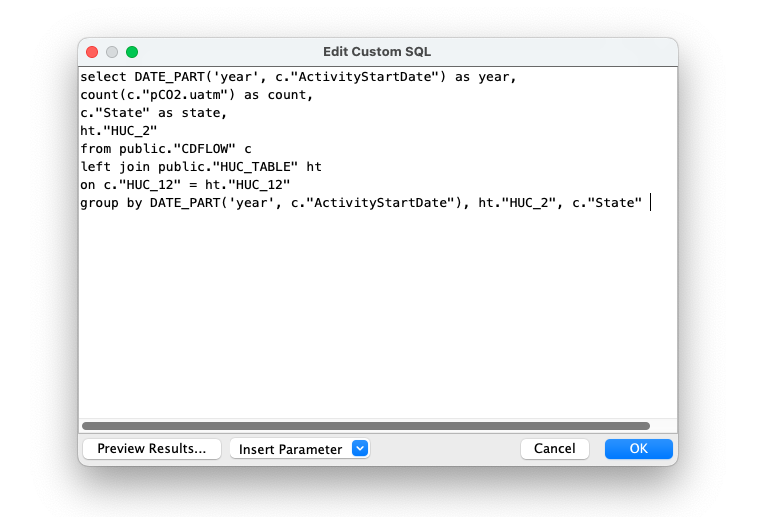 Edit Custom SQL
select DATE_PART('year', c."ActivityStartDate") as year,
count(c."pCO2.uatm") as count,
c."State" as state,
ht."HUC_2"
from public."CDFLOW" c
left join public."HUC_TABLE" ht
on c."HUC_12" = ht."HUC_12"
group by DATE_PART('year', c."ActivityStartDate"), ht."HUC_2", c."State"
Preview Results... Insert Parameter Cancel OK